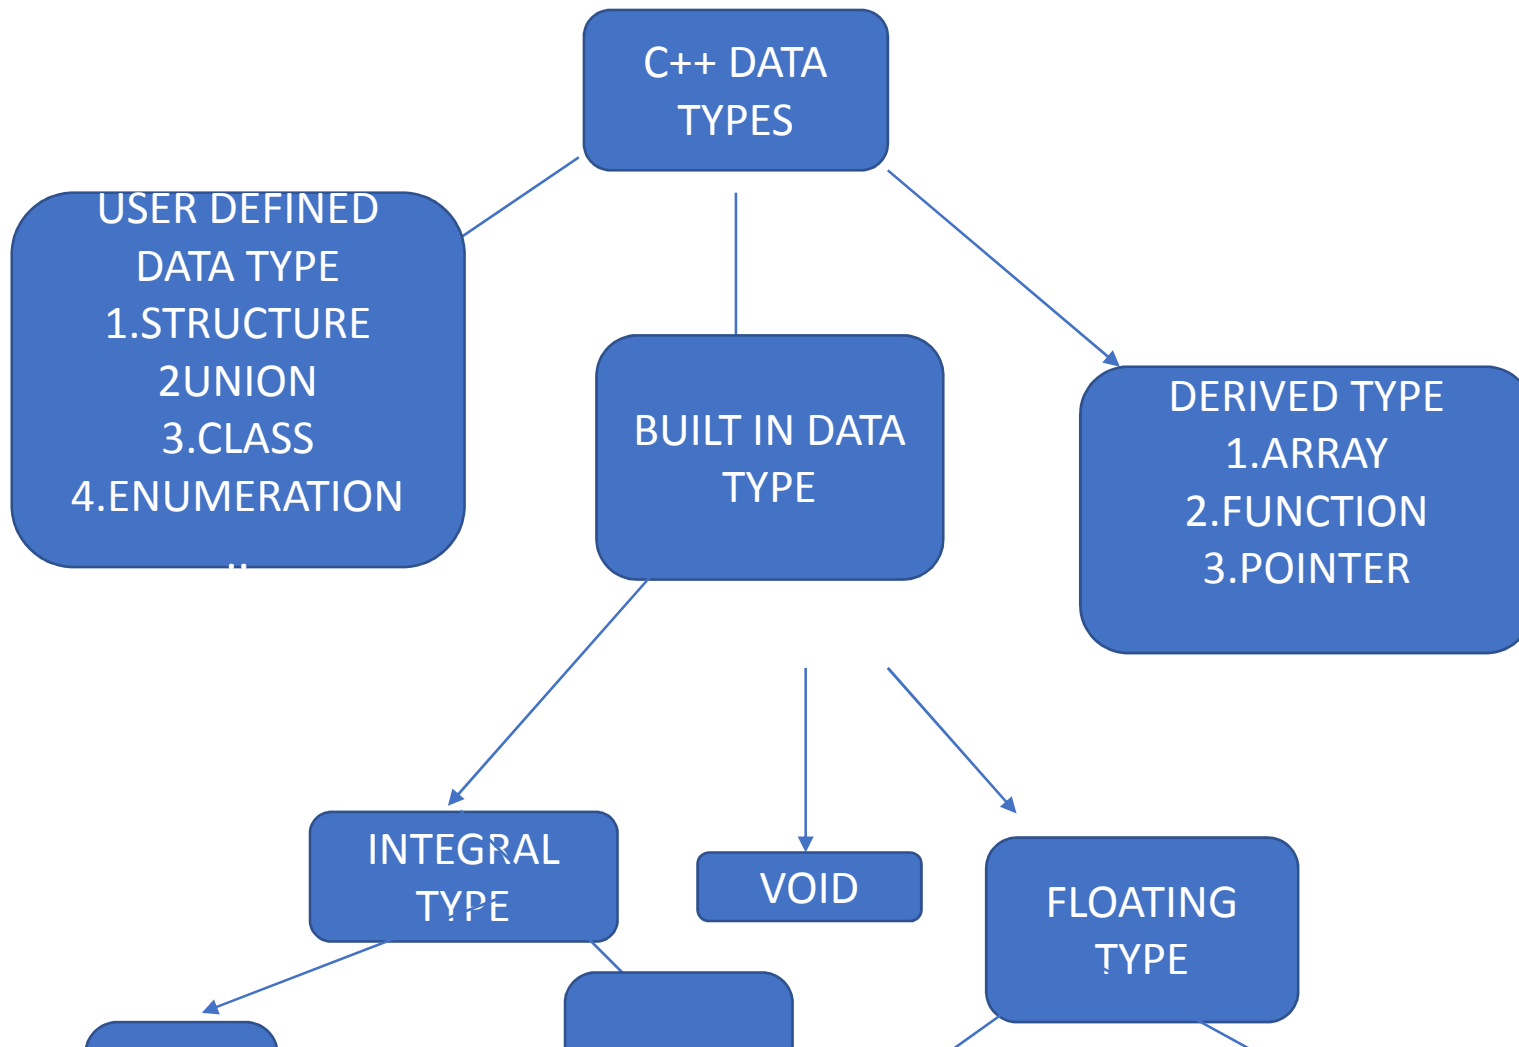 C++ DATA
TYPES
USER DEFINED
DATA TYPE
1.STRUCTURE
2UNION
3.CLASS
4.ENUMERATION
..
BUILT IN DATA
TYPE
DERIVED TYPE
1.ARRAY
2.FUNCTION
3.POINTER
INTEGRAL
TYPE
VOID
FLOATING
TYPE